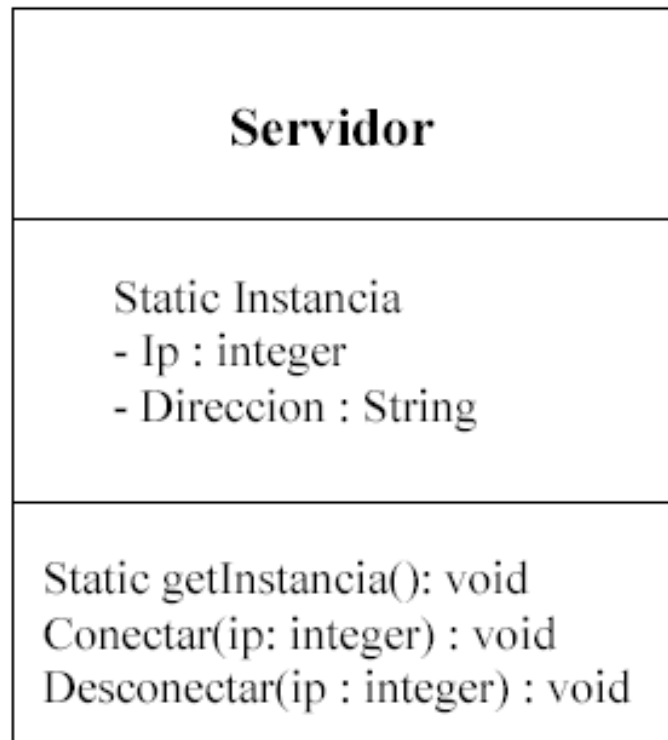 Servidor
Static Instancia
- Ip : integer
- Direccion : String
Static getInstancia(): void
Conectar(ip: integer) : void
Desconectar(ip : integer) : void